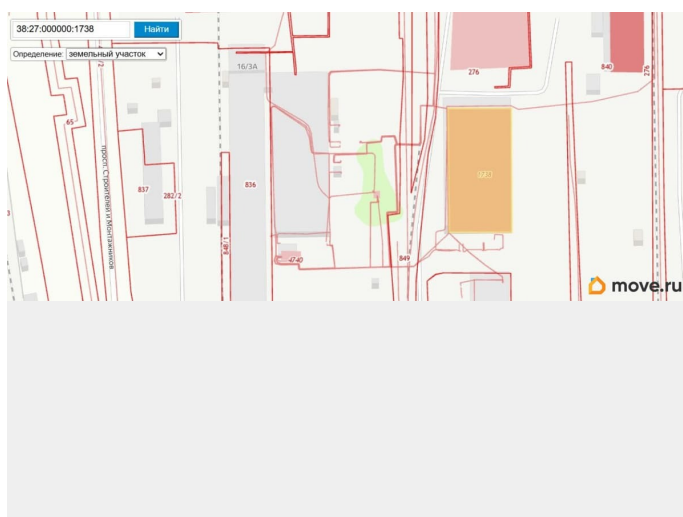 38:27:000000:1738
Найти
Определение:
земельный участок
16/3А
276
840
276
65
просп. Строителей и Монтажников
837
282/2
836
848/1
4740
849
move.ru